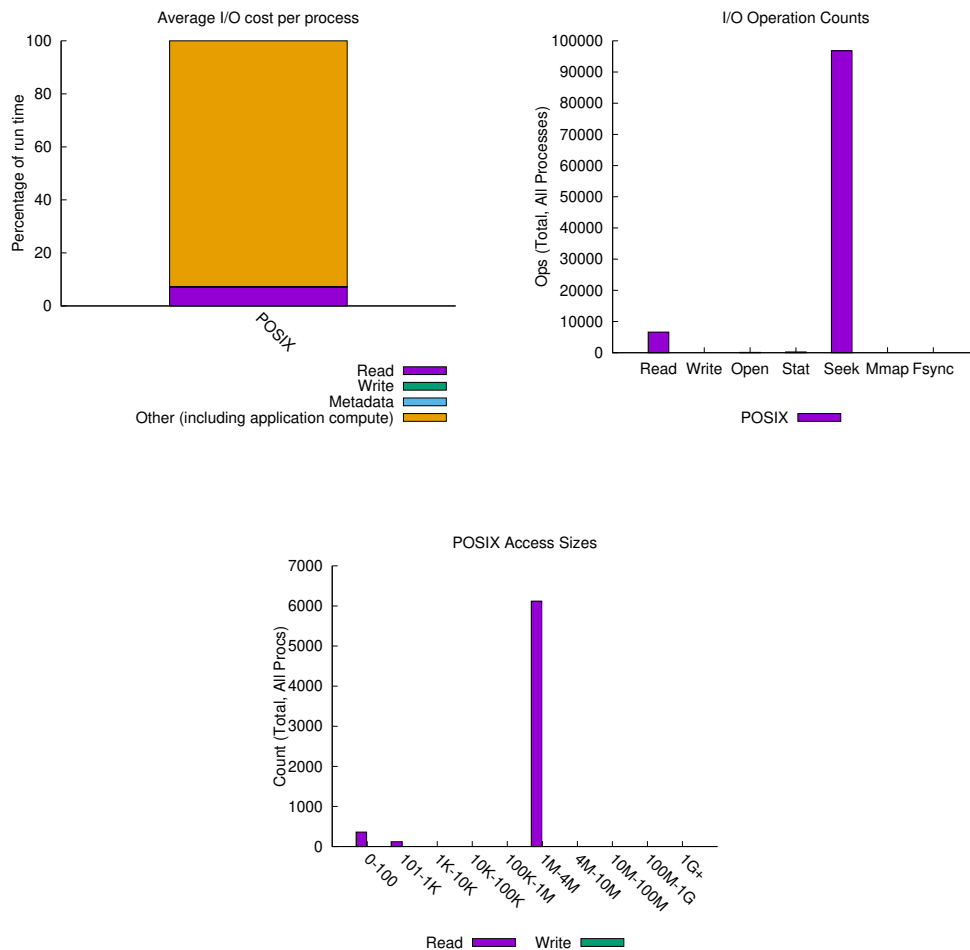 Average I/O cost per process
100
80
60
40
20
0
Percentage of run time
POSIX
Read
Write
Metadata
Other (including application compute)
I/O Operation Counts
100000
90000
80000
70000
60000
50000
40000
30000
20000
10000
0
Ops (Total, All Processes)
Read Write Open Stat Seek Mmap Fsync
POSIX
POSIX Access Sizes
7000
6000
5000
4000
3000
2000
1000
0
Count (Total, All Procs)
0-100
101-1K
1K-10K
10K-100K
100K-1M
1M-4M
4M-10M
10M-100M
100M-1G
1G+
Read Write